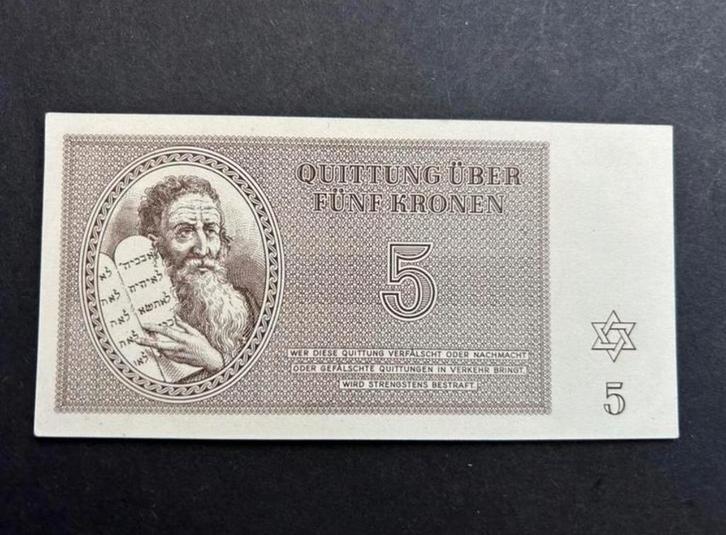 QUITTUNG ÜBER
FÜNF KRONEN
5
WER DIESE QUITTUNG VERFÄLSCHT ODER NACHMACHT
ODER GEFÄLSCHTE QUITTUNGEN IN VERKEHR BRINGT,
WIRD STRENGSTENS BESTRAFT.
5